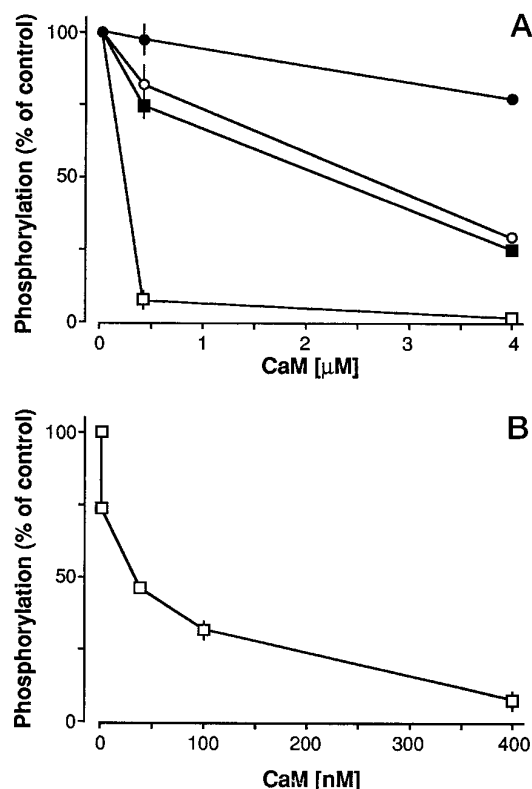 A
Phosphorylation (% of control)
100
50
0
0 1 2 3 4
CaM [µM]
B
Phosphorylation (% of control)
100
50
0
0 100 200 300 400
CaM [nM]